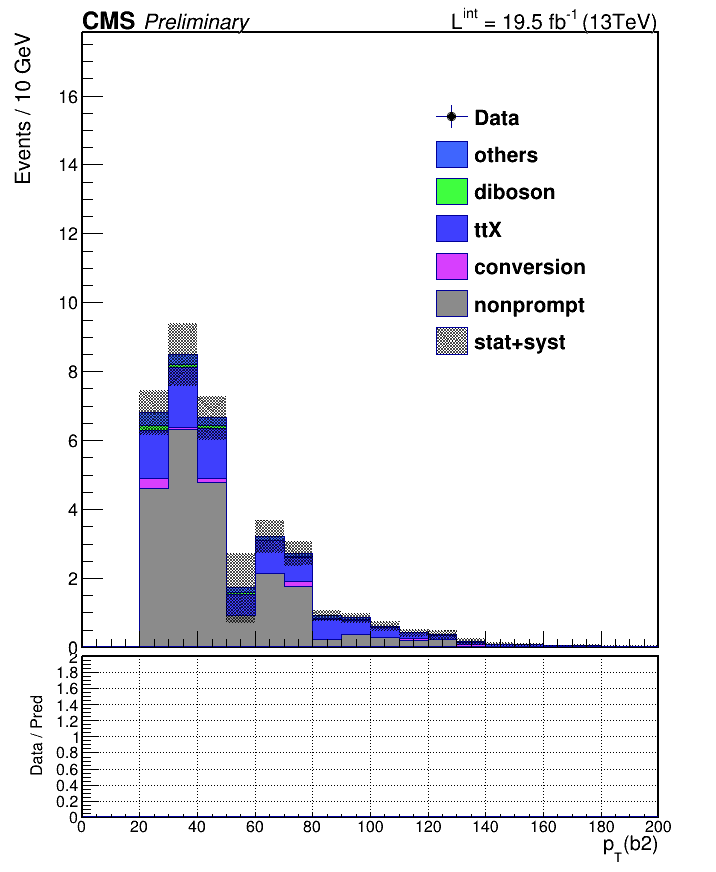 CMS Preliminary
L^int = 19.5 fb^-1 (13TeV)
Events / 10 GeV
16
14
12
10
8
6
4
2
0
Data
others
diboson
ttX
conversion
nonprompt
stat+syst
Data / Pred
2
1.8
1.6
1.4
1.2
1
0.8
0.6
0.4
0.2
0
0 20 40 60 80 100 120 140 160 180 200
p_T(b2)